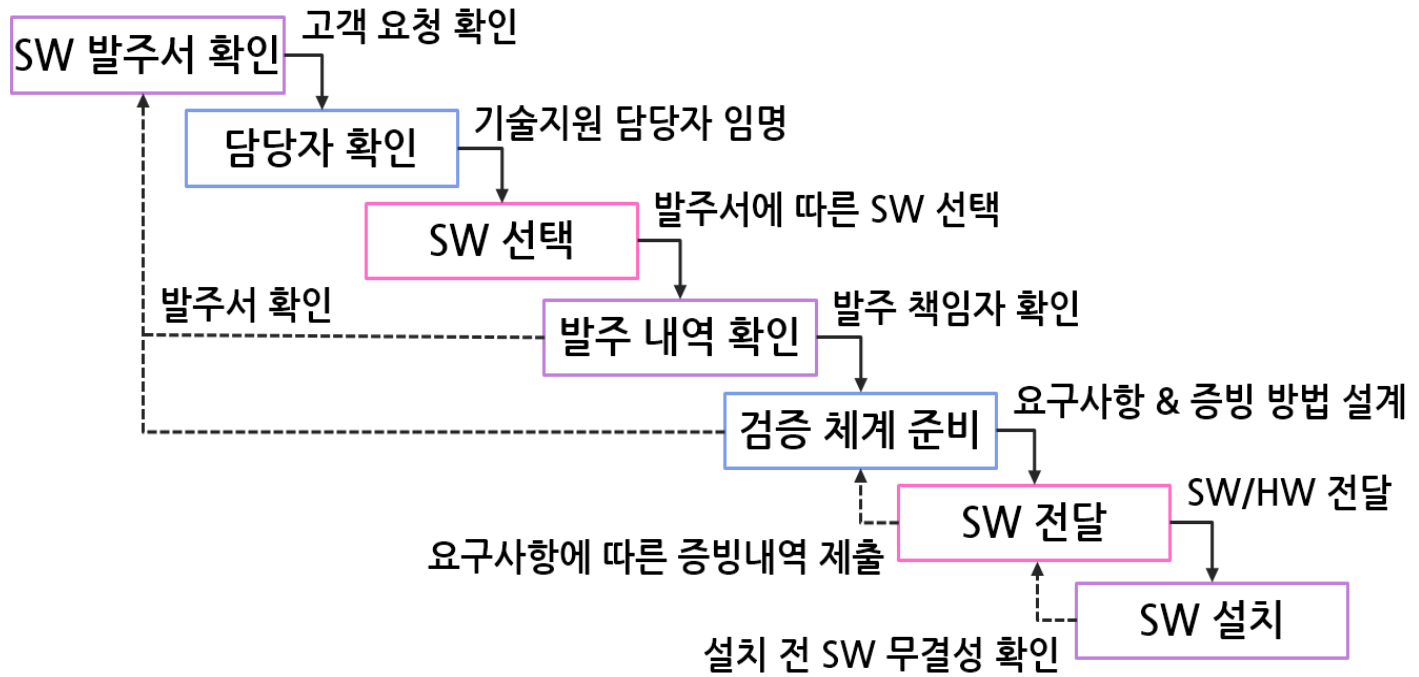 SW 발주서 확인
고객 요청 확인
담당자 확인
기술지원 담당자 임명
SW 선택
발주서에 따른 SW 선택
발주서 확인
발주 내역 확인
발주 책임자 확인
검증 체계 준비
요구사항 & 증빙 방법 설계
SW 전달
SW/HW 전달
요구사항에 따른 증빙내역 제출
SW 설치
설치 전 SW 무결성 확인